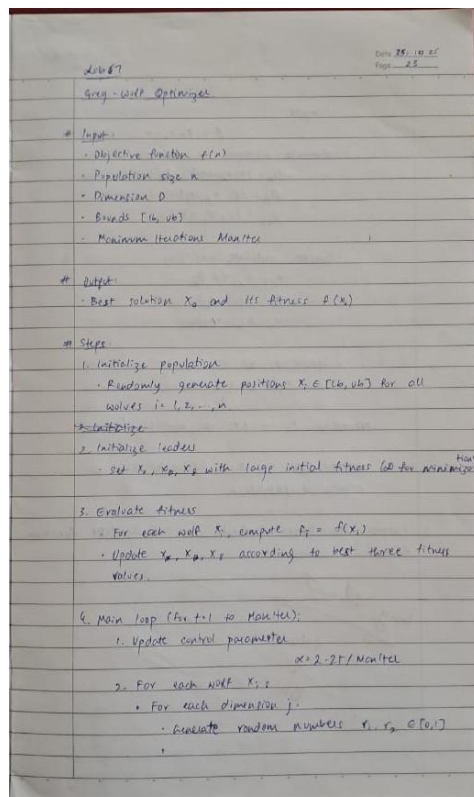 Date 28/10/25
Page 25
Lab 67
Grey-Wolf Optimizer
# Input:
- Objective function f(x)
- Population size n
- Dimension D
- Bounds [lb, ub]
- Maximum Iterations MaxIter
# Output:
- Best solution Xα and its fitness f(Xα)
# Steps
1. Initialize population
• Randomly generate positions Xi ∈ [lb, ub] for all
wolves i = 1, 2, ..., n
2. Initialize
2. Initialize leaders
- Set Xα, Xβ, Xδ with large initial fitness (∞ for minimization
3. Evaluate fitness
• For each wolf Xi, compute Fi = f(Xi)
• Update Xα, Xβ, Xδ according to best three fitness
values.
4. Main loop (for t=1 to MaxIter):
1. Update control parameter
α = 2 - 2t / MaxIter
2. For each wolf Xi:
• For each dimension j.
• Generate random numbers r1, r2 ∈ [0,1]
•